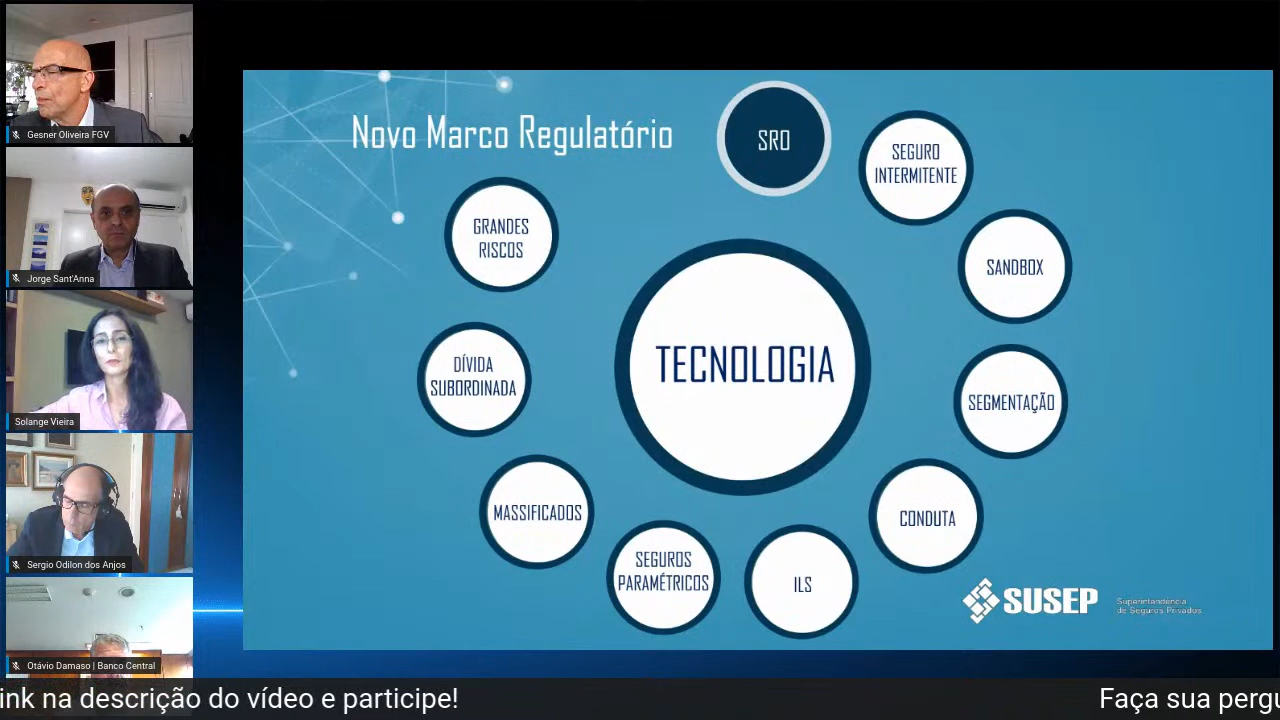 Gesner Oliveira FGV
Jorge Sant'Anna
Solange Vieira
Sergio Odilon dos Anjos
Otávio Damaso | Banco Central
Novo Marco Regulatório
SRO
SEGURO
INTERMITENTE
SANDBOX
SEGMENTAÇÃO
CONDUTA
ILS
SEGUROS
PARAMÉTRICOS
MASSIFICADOS
DÍVIDA
SUBORDINADA
GRANDES
RISCOS
TECNOLOGIA
SUSEP
Superintendência
de Seguros Privados
ink na descrição do vídeo e participe!
Faça sua pergu